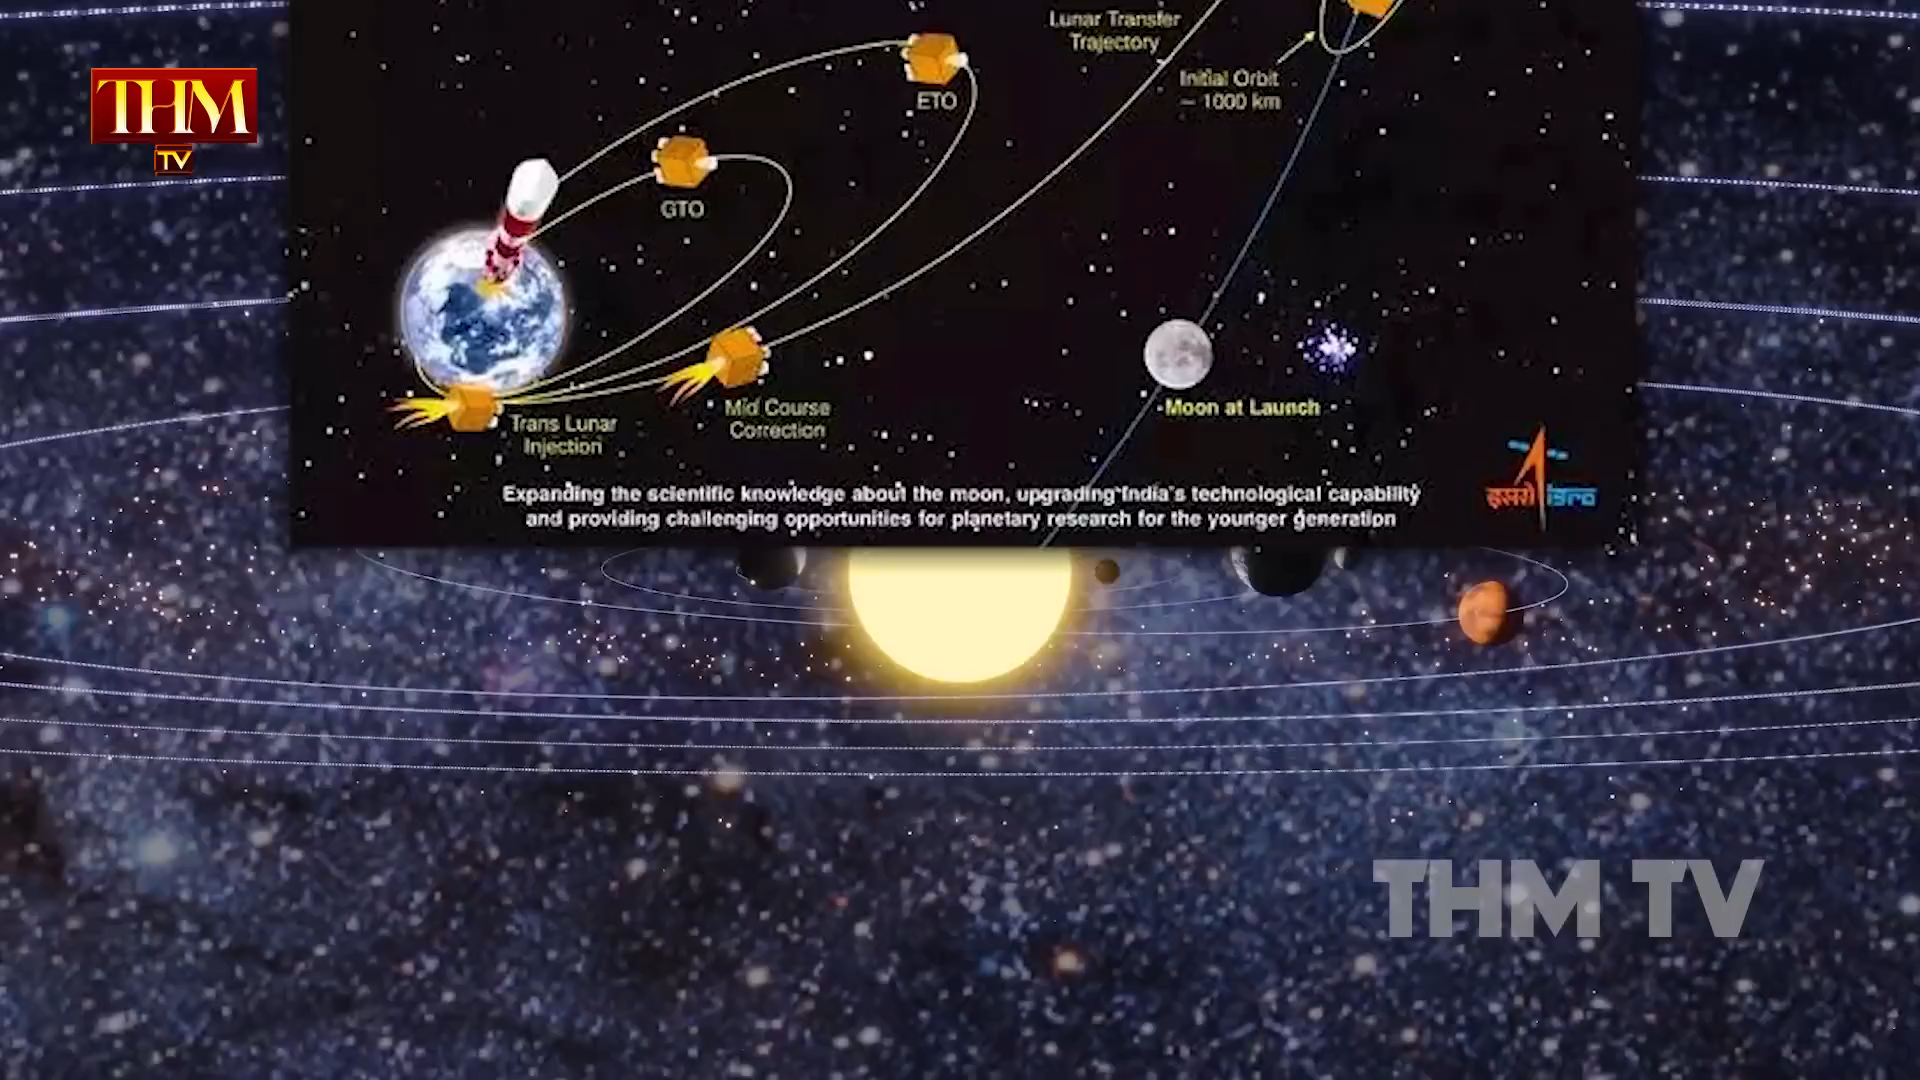 THM
TV
Lunar Transfer
Trajectory
Initial Orbit
~ 1000 km
ETO
GTO
Mid Course
Correction
Trans Lunar
Injection
Moon at Launch
Expanding the scientific knowledge about the moon, upgrading India's technological capability
and providing challenging opportunities for planetary research for the younger generation
इसरो isro
THM TV